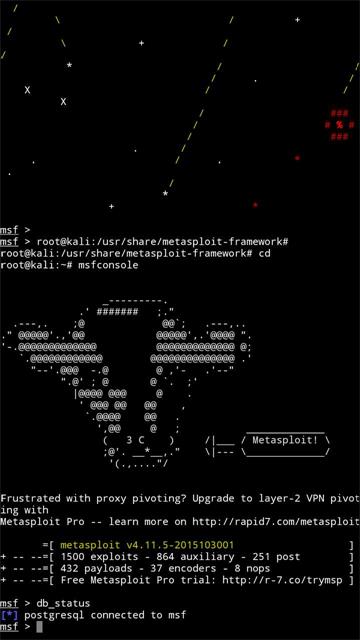 msf >
msf > root@kali:/usr/share/metasploit-framework#
root@kali:/usr/share/metasploit-framework# cd
root@kali:~# msfconsole
3 C
Metasploit!
Frustrated with proxy pivoting? Upgrade to layer-2 VPN pivot
ing with
Metasploit Pro -- learn more on http://rapid7.com/metasploit
=[ metasploit v4.11.5-2015103001 ]
+ -- --=[ 1500 exploits - 864 auxiliary - 251 post ]
+ -- --=[ 432 payloads - 37 encoders - 8 nops ]
+ -- --=[ Free Metasploit Pro trial: http://r-7.co/trymsp ]
msf > db_status
[*] postgresql connected to msf
msf >